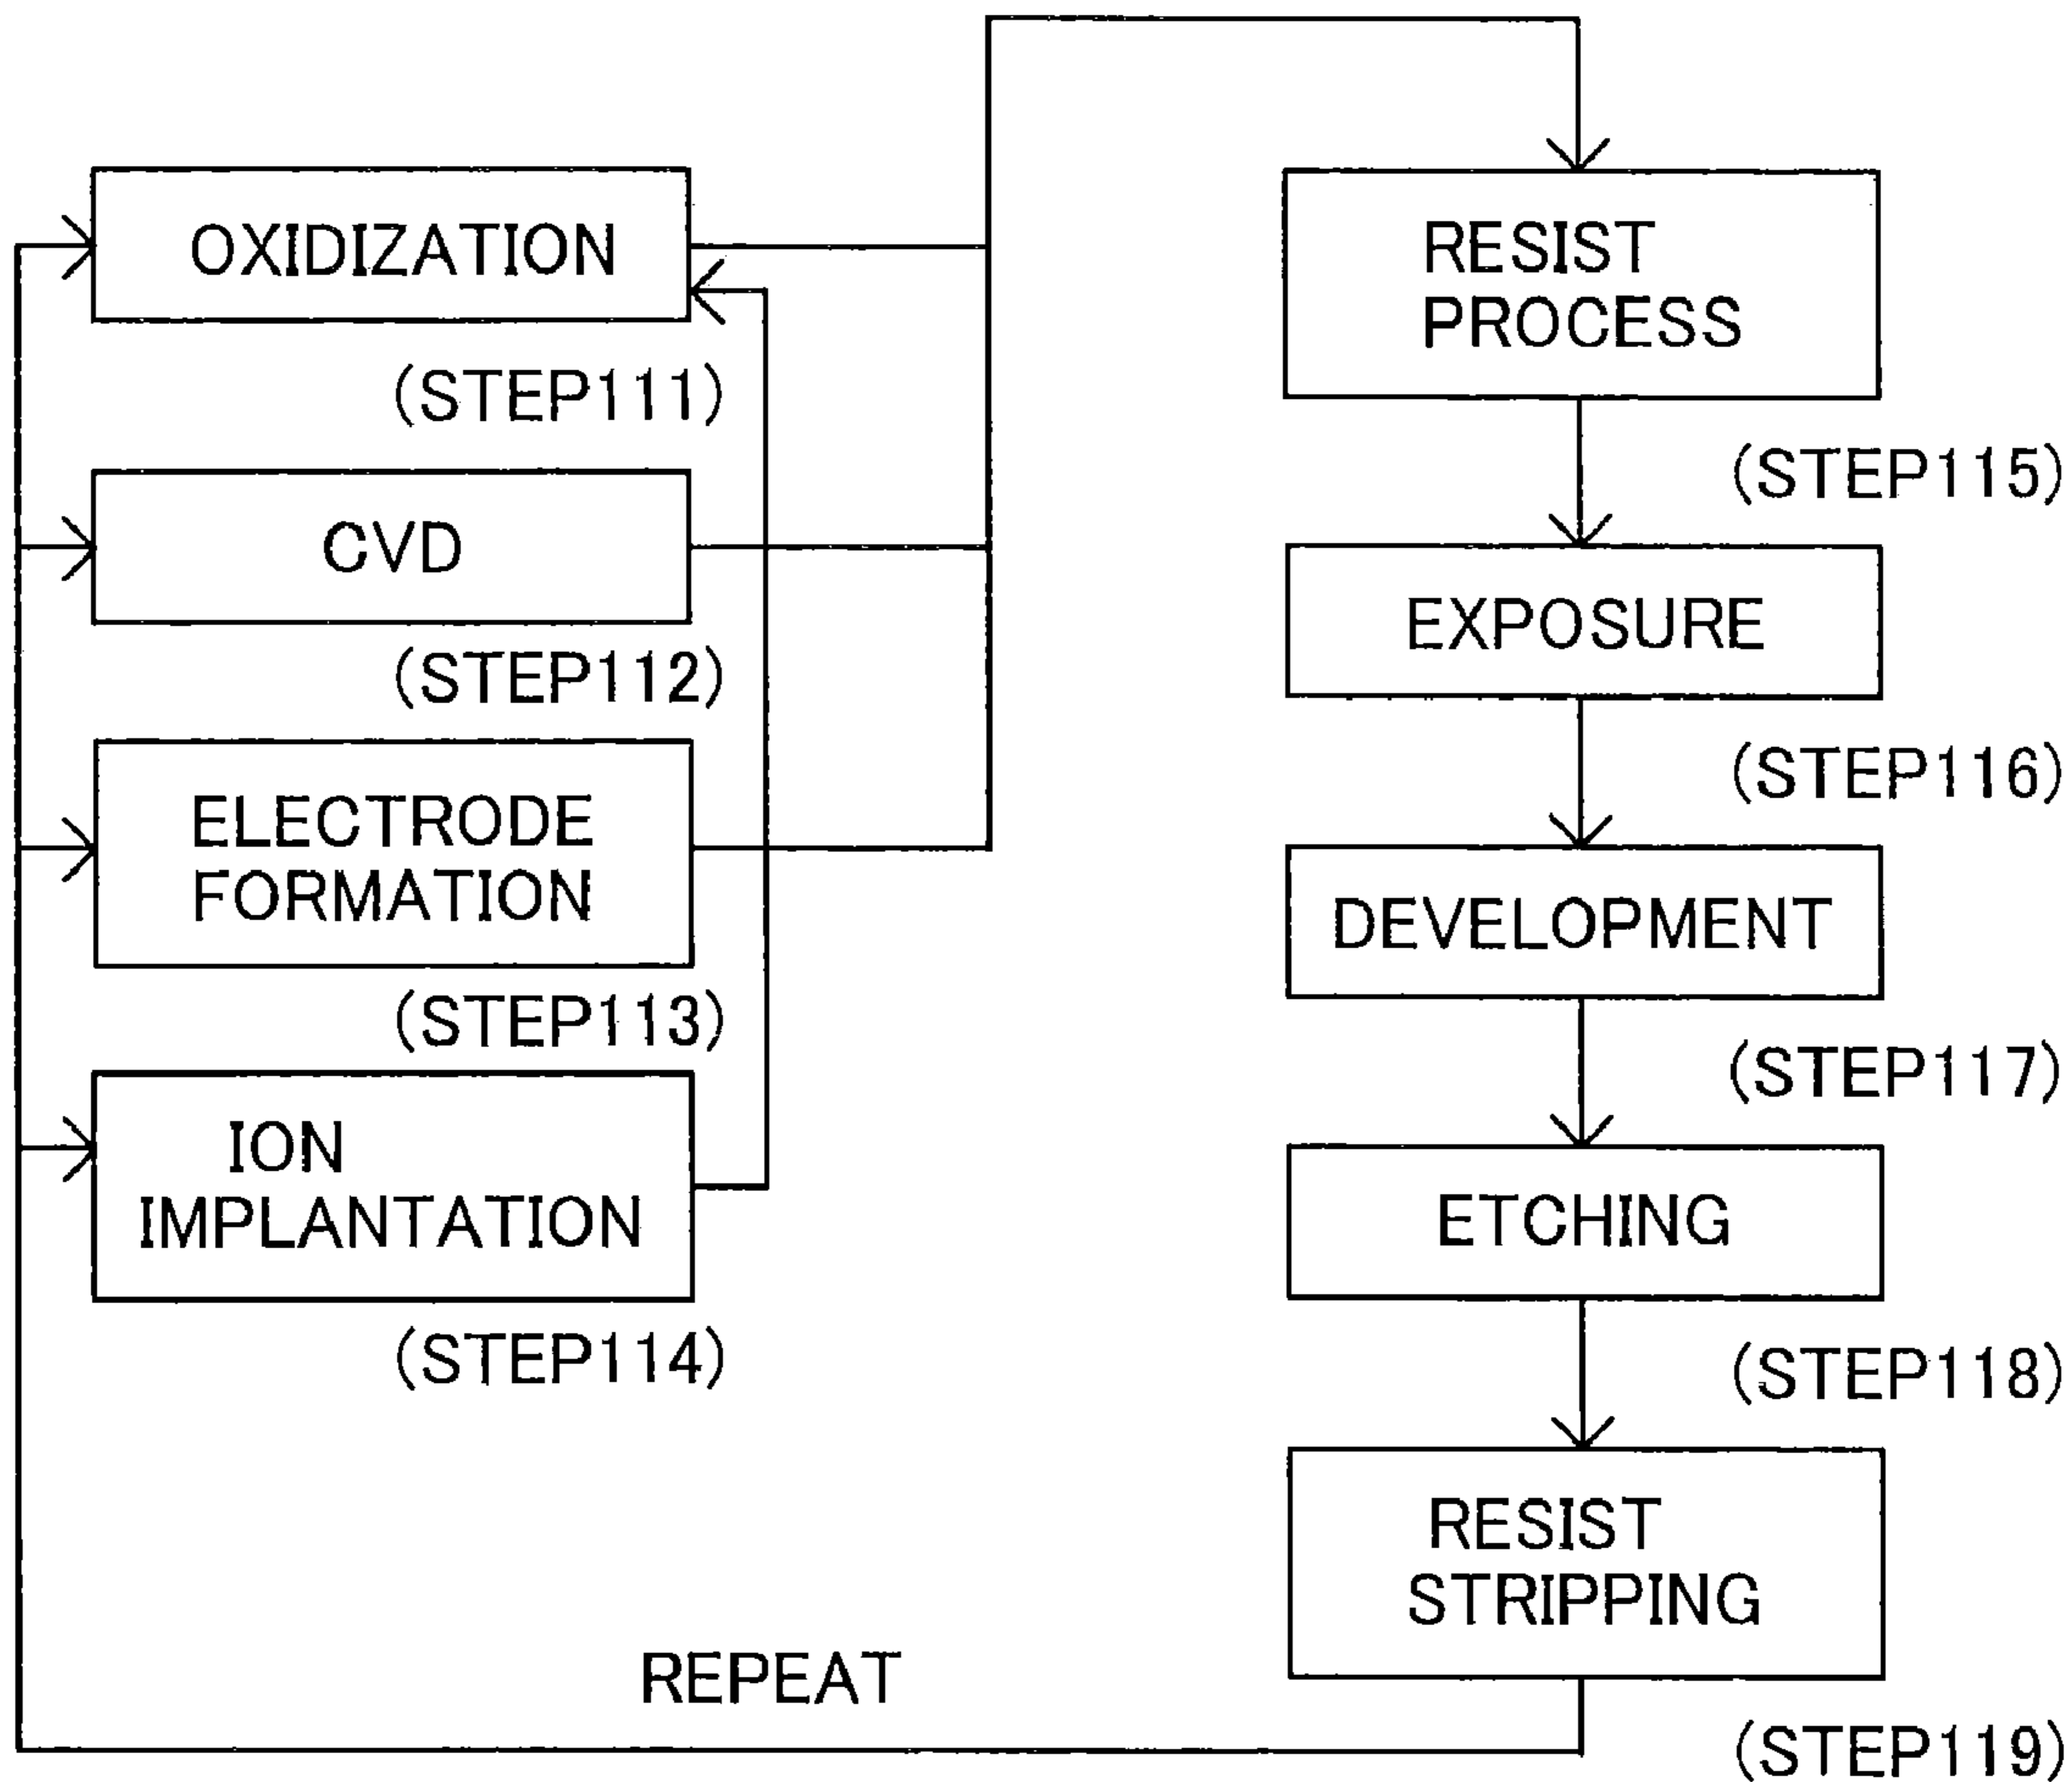 OXIDIZATION
(STEP111)
CVD
(STEP112)
ELECTRODE
FORMATION
(STEP113)
ION
IMPLANTATION
(STEP114)
RESIST
PROCESS
(STEP115)
EXPOSURE
(STEP116)
DEVELOPMENT
(STEP117)
ETCHING
(STEP118)
RESIST
STRIPPING
(STEP119)
REPEAT